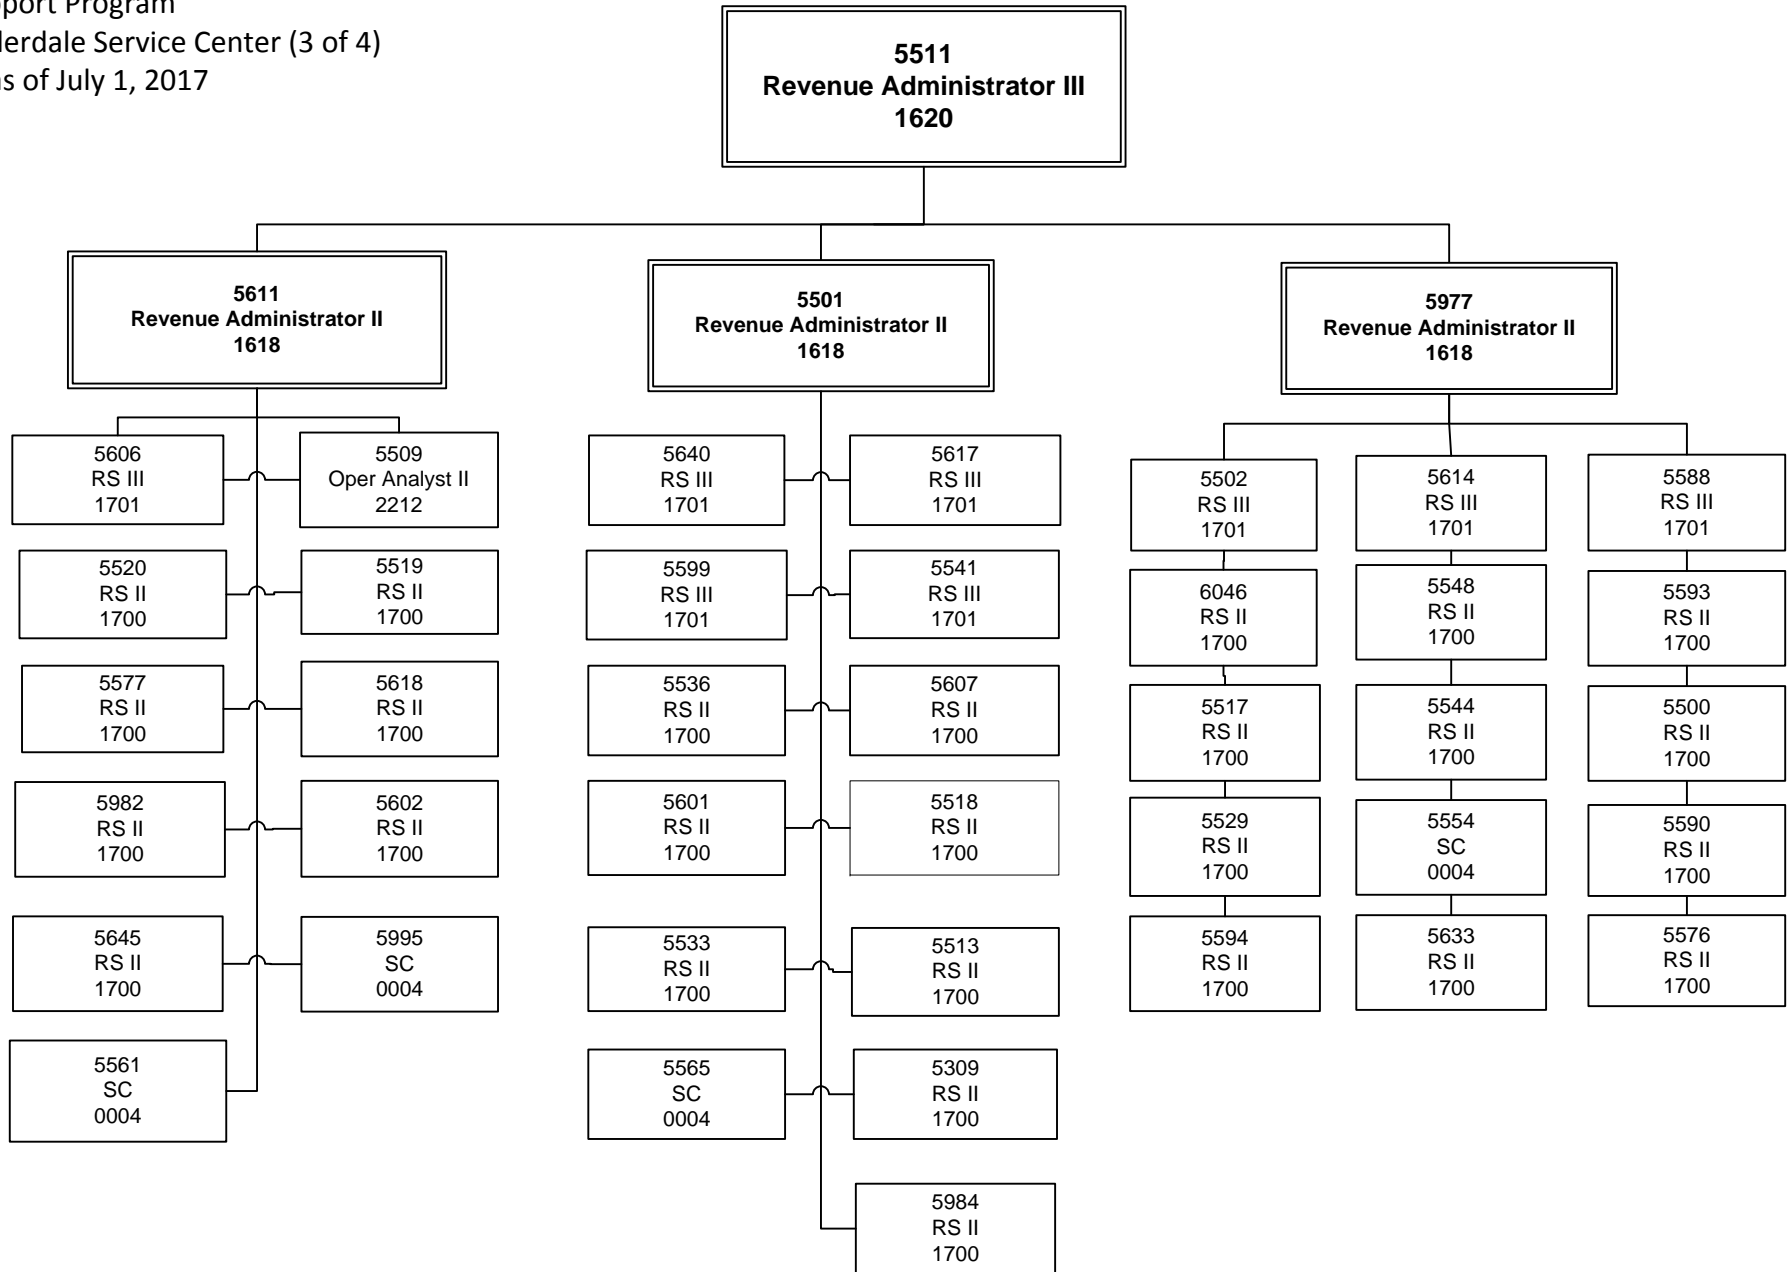 Program
Service Center (3 of 4)
of July 1, 2017
5511
Revenue Administrator III
1620
5611
Revenue Administrator II
1618
5501
Revenue Administrator II
1618
5977
Revenue Administrator II
1618
5606
RS III
1701
5509
Oper Analyst II
2212
5520
RS II
1700
5519
RS II
1700
5577
RS II
1700
5618
RS II
1700
5982
RS II
1700
5602
RS II
1700
5645
RS II
1700
5995
SC
0004
5561
SC
0004
5640
RS III
1701
5617
RS III
1701
5599
RS III
1701
5541
RS III
1701
5536
RS II
1700
5607
RS II
1700
5601
RS II
1700
5518
RS II
1700
5533
RS II
1700
5513
RS II
1700
5565
SC
0004
5309
RS II
1700
5984
RS II
1700
5502
RS III
1701
6046
RS II
1700
5517
RS II
1700
5529
RS II
1700
5594
RS II
1700
5614
RS III
1701
5548
RS II
1700
5544
RS II
1700
5554
SC
0004
5633
RS II
1700
5588
RS III
1701
5593
RS II
1700
5500
RS II
1700
5590
RS II
1700
5576
RS II
1700